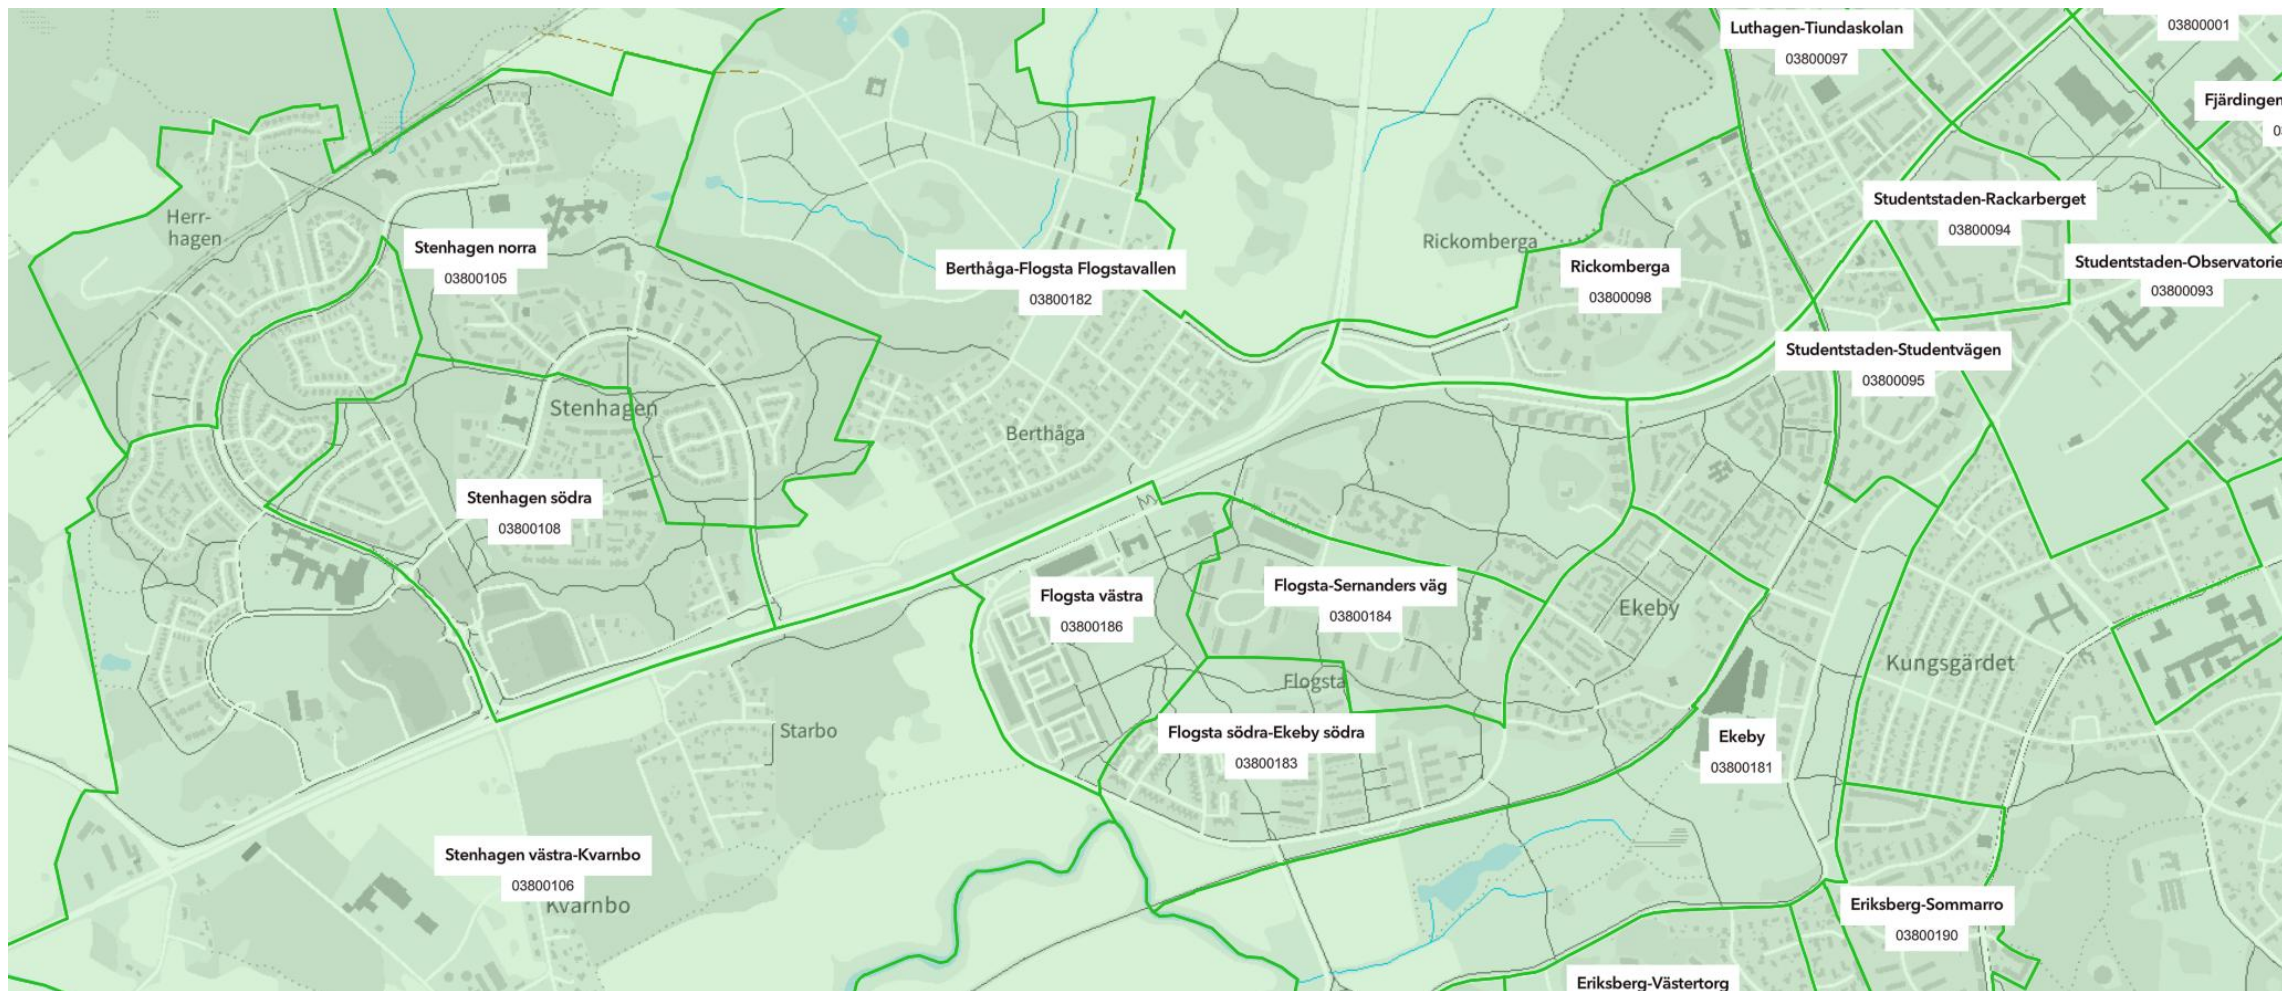 Luthagen-Tiundaskolan
03800097
03800001
Fjärdingen
Studentstaden-Rackarberget
03800094
Herr-
hagen
Stenhagen norra
03800105
Berthåga-Flogsta Flogstavallen
03800182
Rickomberga
Rickomberga
03800098
Studentstaden-Observatorie
03800093
Studentstaden-Studentvägen
03800095
Stenhagen
Berthåga
Stenhagen södra
03800108
Flogsta västra
03800186
Flogsta-Sernanders väg
03800184
Ekeby
Kungsgärdet
Flogsta
Starbo
Flogsta södra-Ekeby södra
03800183
Ekeby
03800181
Stenhagen västra-Kvarnbo
03800106
Kvarnbo
Eriksberg-Sommarro
03800190
Eriksberg-Västertorg